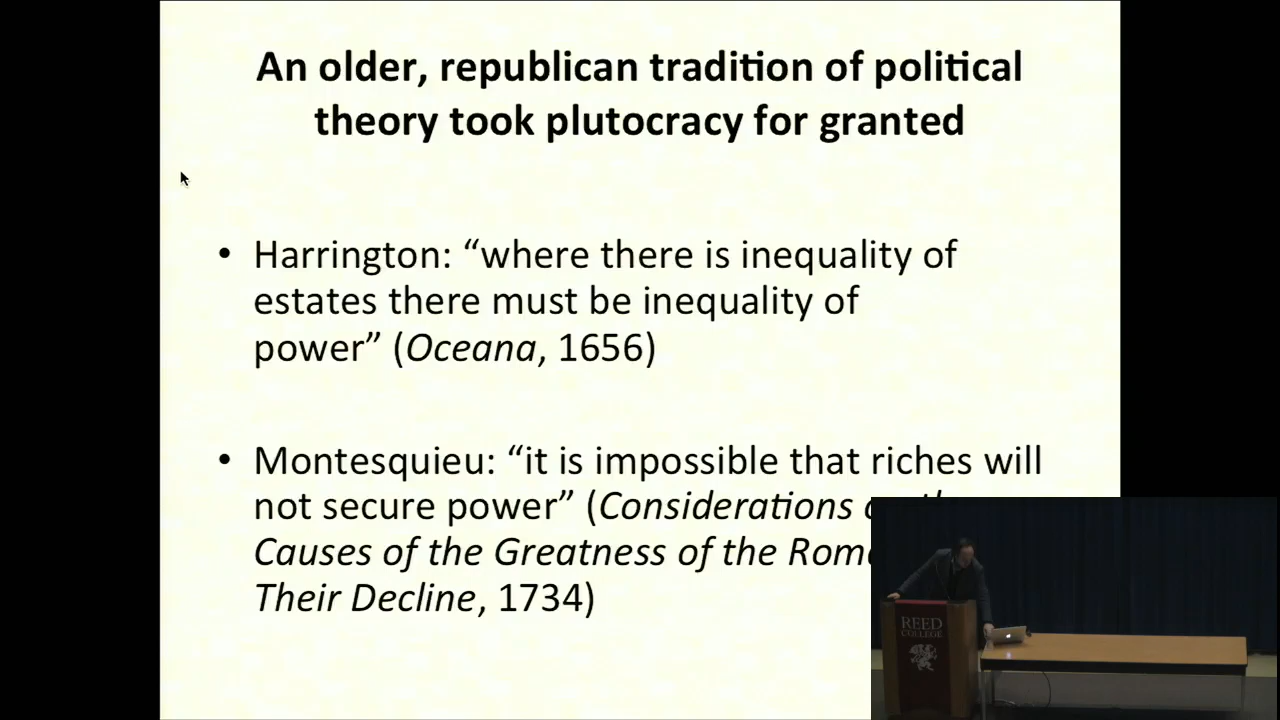 An older, republican tradition of political
theory took plutocracy for granted
• Harrington: “where there is inequality of
estates there must be inequality of
power” (Oceana, 1656)
• Montesquieu: “it is impossible that riches will
not secure power” (Considerations
Causes of the Greatness of the
Their Decline, 1734)
REED
COLLEGE